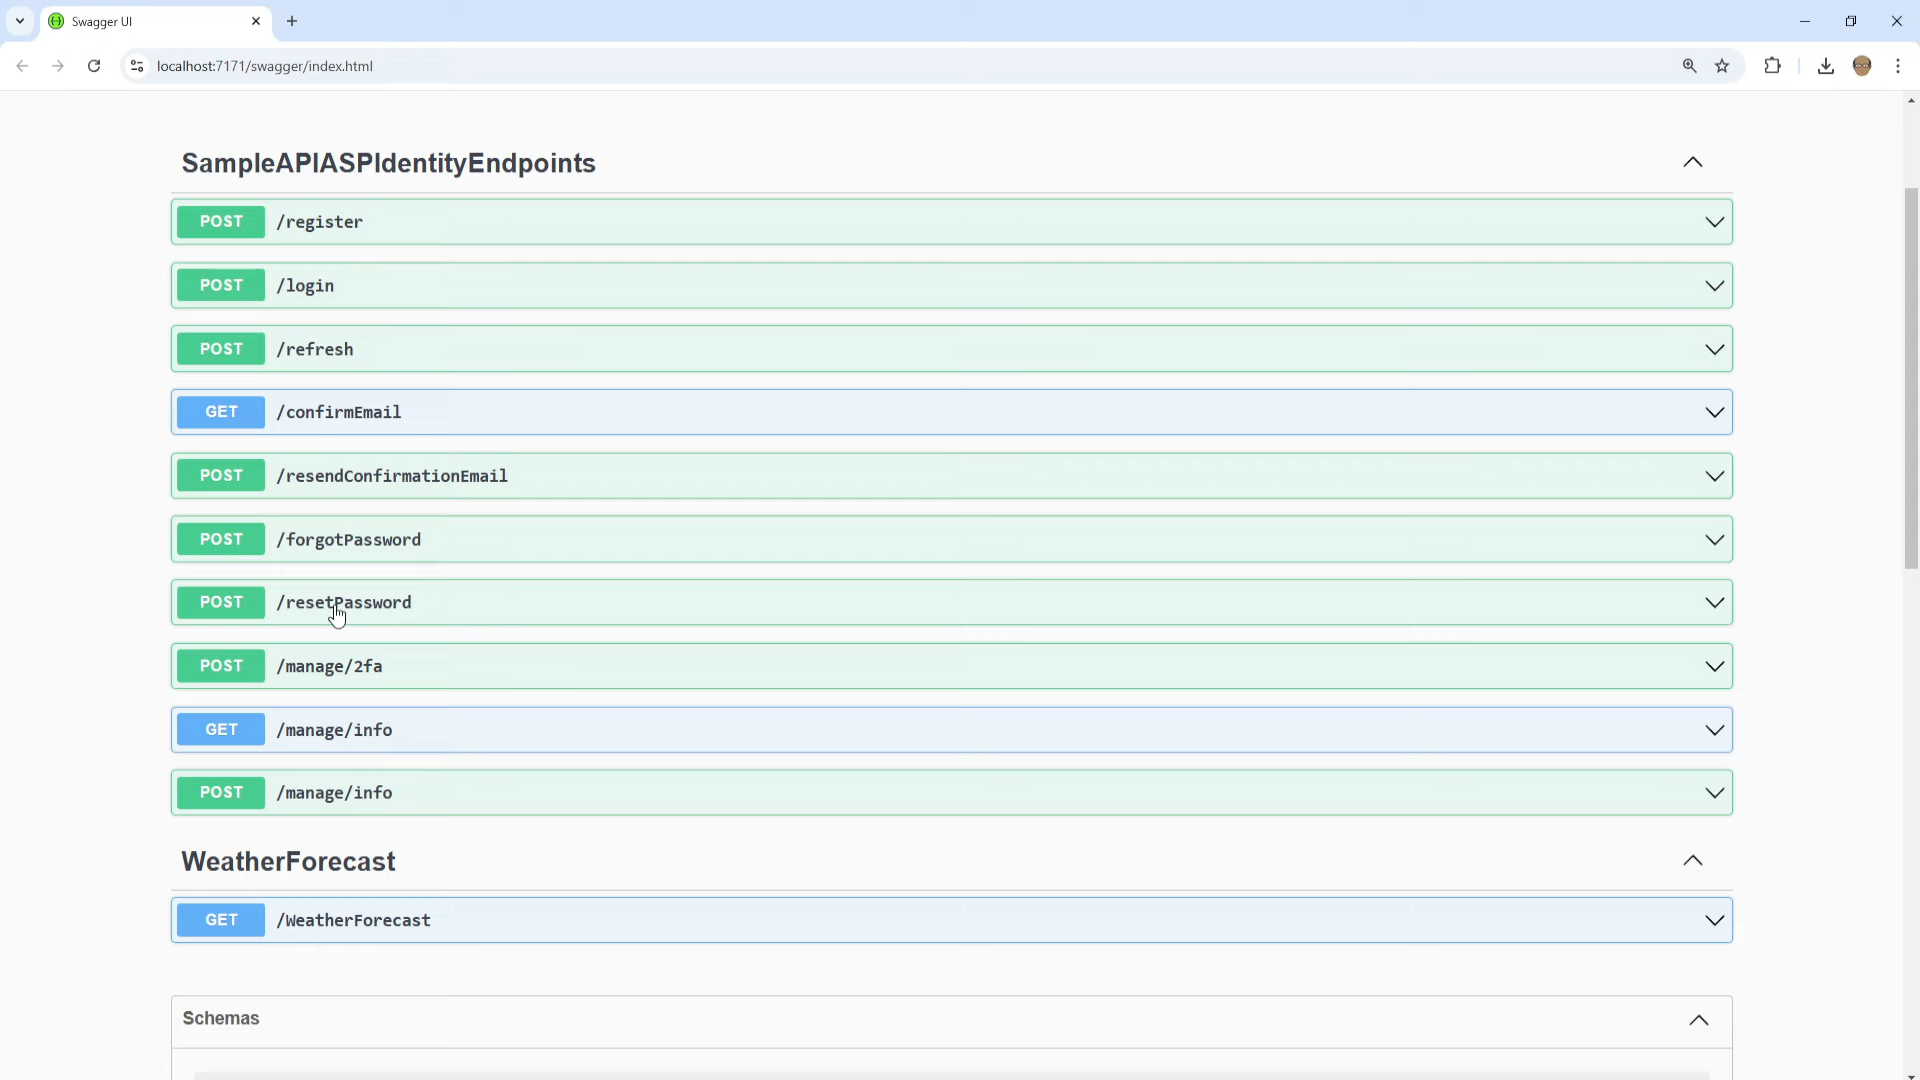 Swagger UI
localhost:7171/swagger/index.html
SampleAPIASPIdentityEndpoints
POST /register
POST /login
POST /refresh
GET /confirmEmail
POST /resendConfirmationEmail
POST /forgotPassword
POST /resetPassword
POST /manage/2fa
GET /manage/info
POST /manage/info
WeatherForecast
GET /WeatherForecast
Schemas